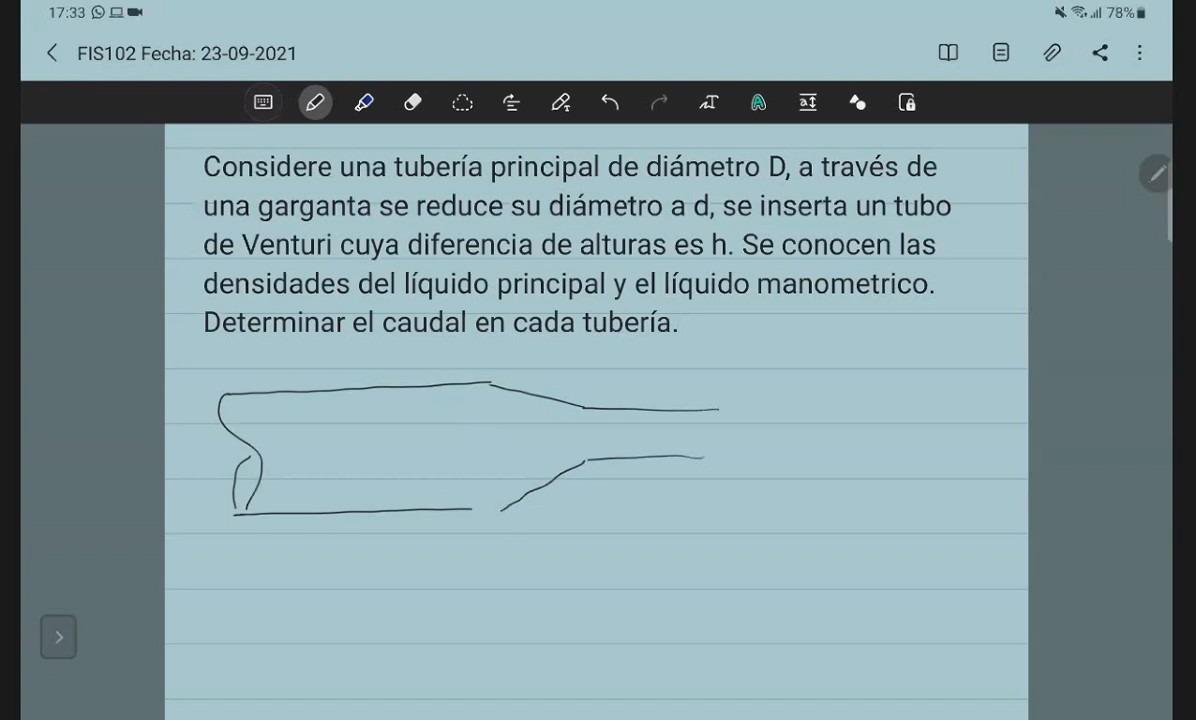 17:33 78%
FIS102 Fecha: 23-09-2021
Considere una tubería principal de diámetro D, a través de
una garganta se reduce su diámetro a d, se inserta un tubo
de Venturi cuya diferencia de alturas es h. Se conocen las
densidades del líquido principal y el líquido manometrico.
Determinar el caudal en cada tubería.